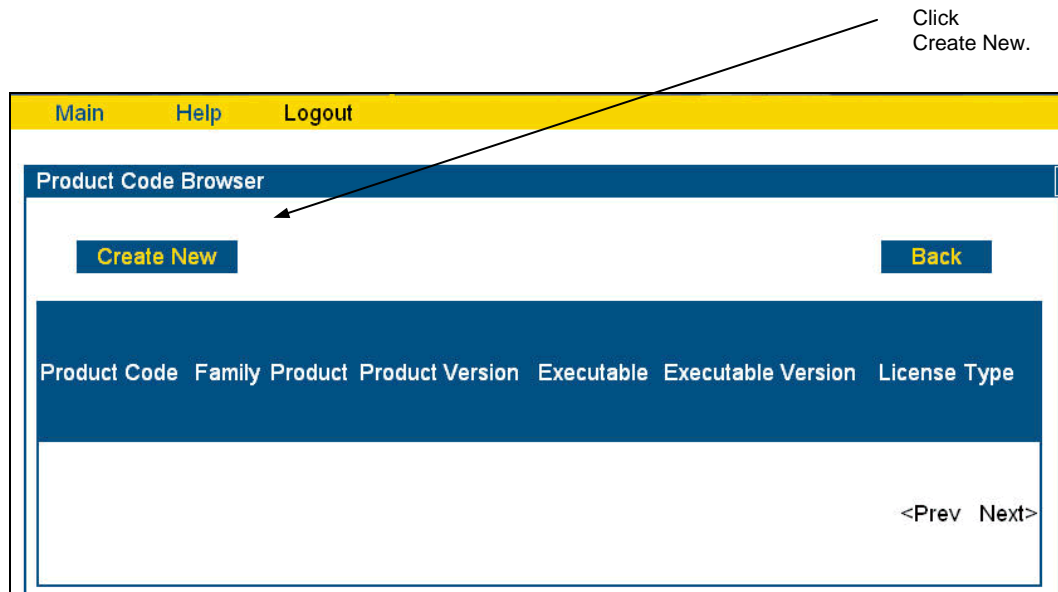 Click
Create New.
Main Help Logout
Product Code Browser
Create New Back
Product Code Family Product Product Version Executable Executable Version License Type
<Prev Next>